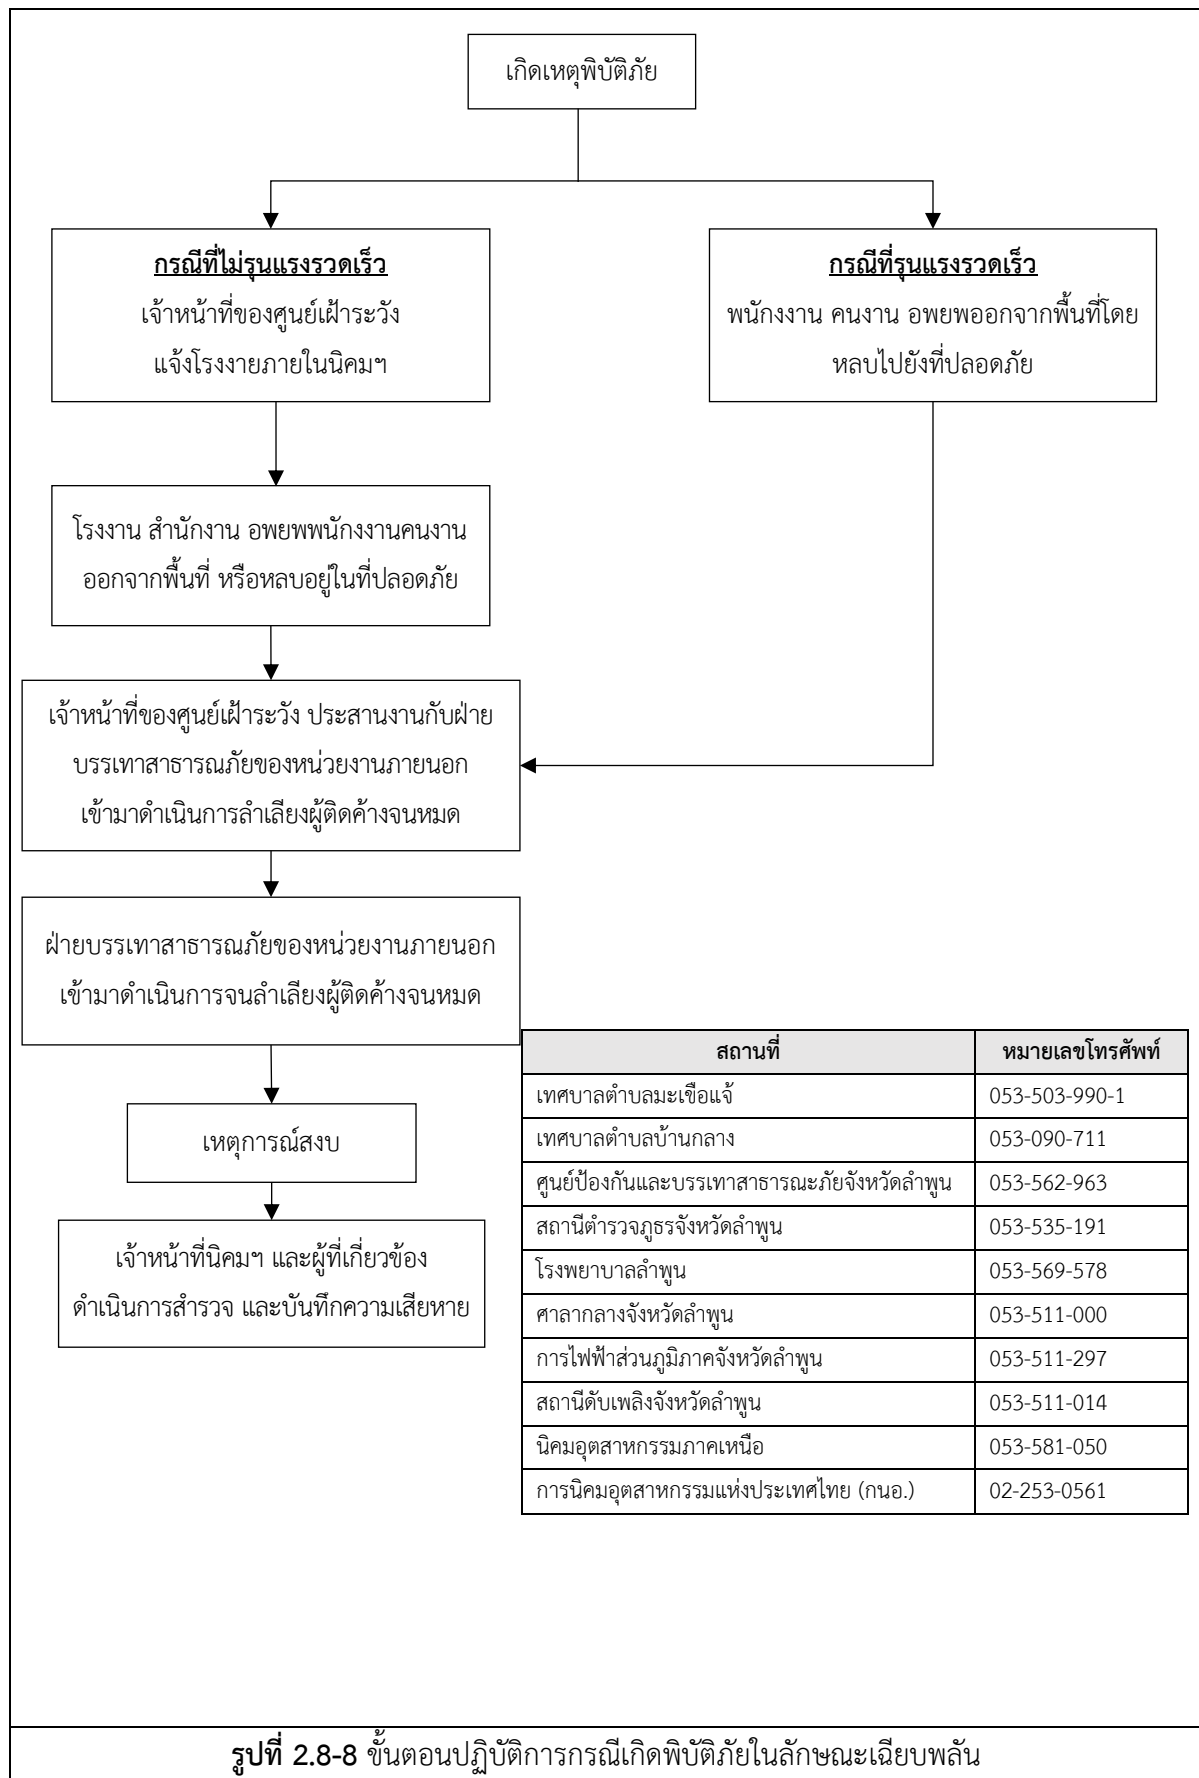 เกิดเหตุพิบัติภัย
กรณีที่ไม่รุนแรงรวดเร็ว
เจ้าหน้าที่ของศูนย์เฝ้าระวัง
แจ้งโรงงายภายในนิคมฯ
กรณีที่รุนแรงรวดเร็ว
พนักงงาน คนงาน อพยพออกจากพื้นที่โดย
หลบไปยังที่ปลอดภัย
โรงงาน สำนักงาน อพยพพนักงงานคนงาน
ออกจากพื้นที่ หรือหลบอยู่ในที่ปลอดภัย
เจ้าหน้าที่ของศูนย์เฝ้าระวัง ประสานงานกับฝ่าย
บรรเทาสาธารณภัยของหน่วยงานภายนอก
เข้ามาดำเนินการลำเลียงผู้ติดค้างจนหมด
ฝ่ายบรรเทาสาธารณภัยของหน่วยงานภายนอก
เข้ามาดำเนินการจนลำเลียงผู้ติดค้างจนหมด
เหตุการณ์สงบ
เจ้าหน้าที่นิคมฯ และผู้ที่เกี่ยวข้อง
ดำเนินการสำรวจ และบันทึกความเสียหาย
สถานที่ หมายเลขโทรศัพท์
เทศบาลตำบลมะเขือแจ้ 053-503-990-1
เทศบาลตำบลบ้านกลาง 053-090-711
ศูนย์ป้องกันและบรรเทาสาธารณะภัยจังหวัดลำพูน 053-562-963
สถานีตำรวจภูธรจังหวัดลำพูน 053-535-191
โรงพยาบาลลำพูน 053-569-578
ศาลากลางจังหวัดลำพูน 053-511-000
การไฟฟ้าส่วนภูมิภาคจังหวัดลำพูน 053-511-297
สถานีดับเพลิงจังหวัดลำพูน 053-511-014
นิคมอุตสาหกรรมภาคเหนือ 053-581-050
การนิคมอุตสาหกรรมแห่งประเทศไทย (กนอ.) 02-253-0561
รูปที่ 2.8-8 ขั้นตอนปฏิบัติการกรณีเกิดพิบัติภัยในลักษณะเฉียบพลัน